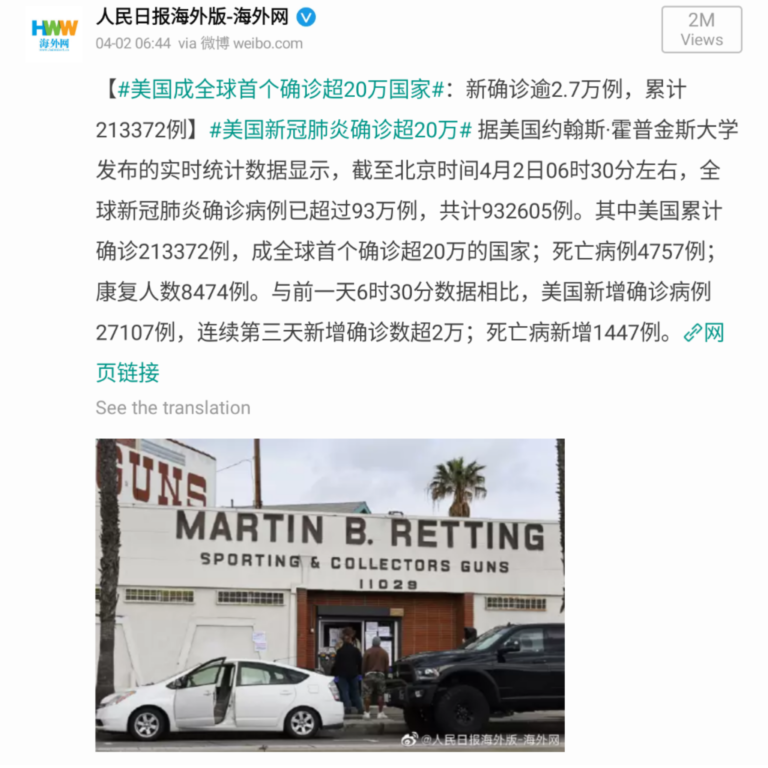 HWW
海外网
人民日报海外版-海外网
04-02 06:44 via 微博 weibo.com
2M
Views
【#美国成全球首个确诊超20万国家#：新确诊逾2.7万例，累计
213372例】#美国新冠肺炎确诊超20万# 据美国约翰斯·霍普金斯大学
发布的实时统计数据显示，截至北京时间4月2日06时30分左右，全
球新冠肺炎确诊病例已超过93万例，共计932605例。其中美国累计
确诊213372例，成全球首个确诊超20万的国家；死亡病例4757例；
康复人数8474例。与前一天6时30分数据相比，美国新增确诊病例
27107例，连续第三天新增确诊数超2万；死亡病新增1447例。网
页链接
See the translation
GUNS
MARTIN B. RETTING
SPORTING & COLLECTORS GUNS
11029
@人民日报海外版-海外网